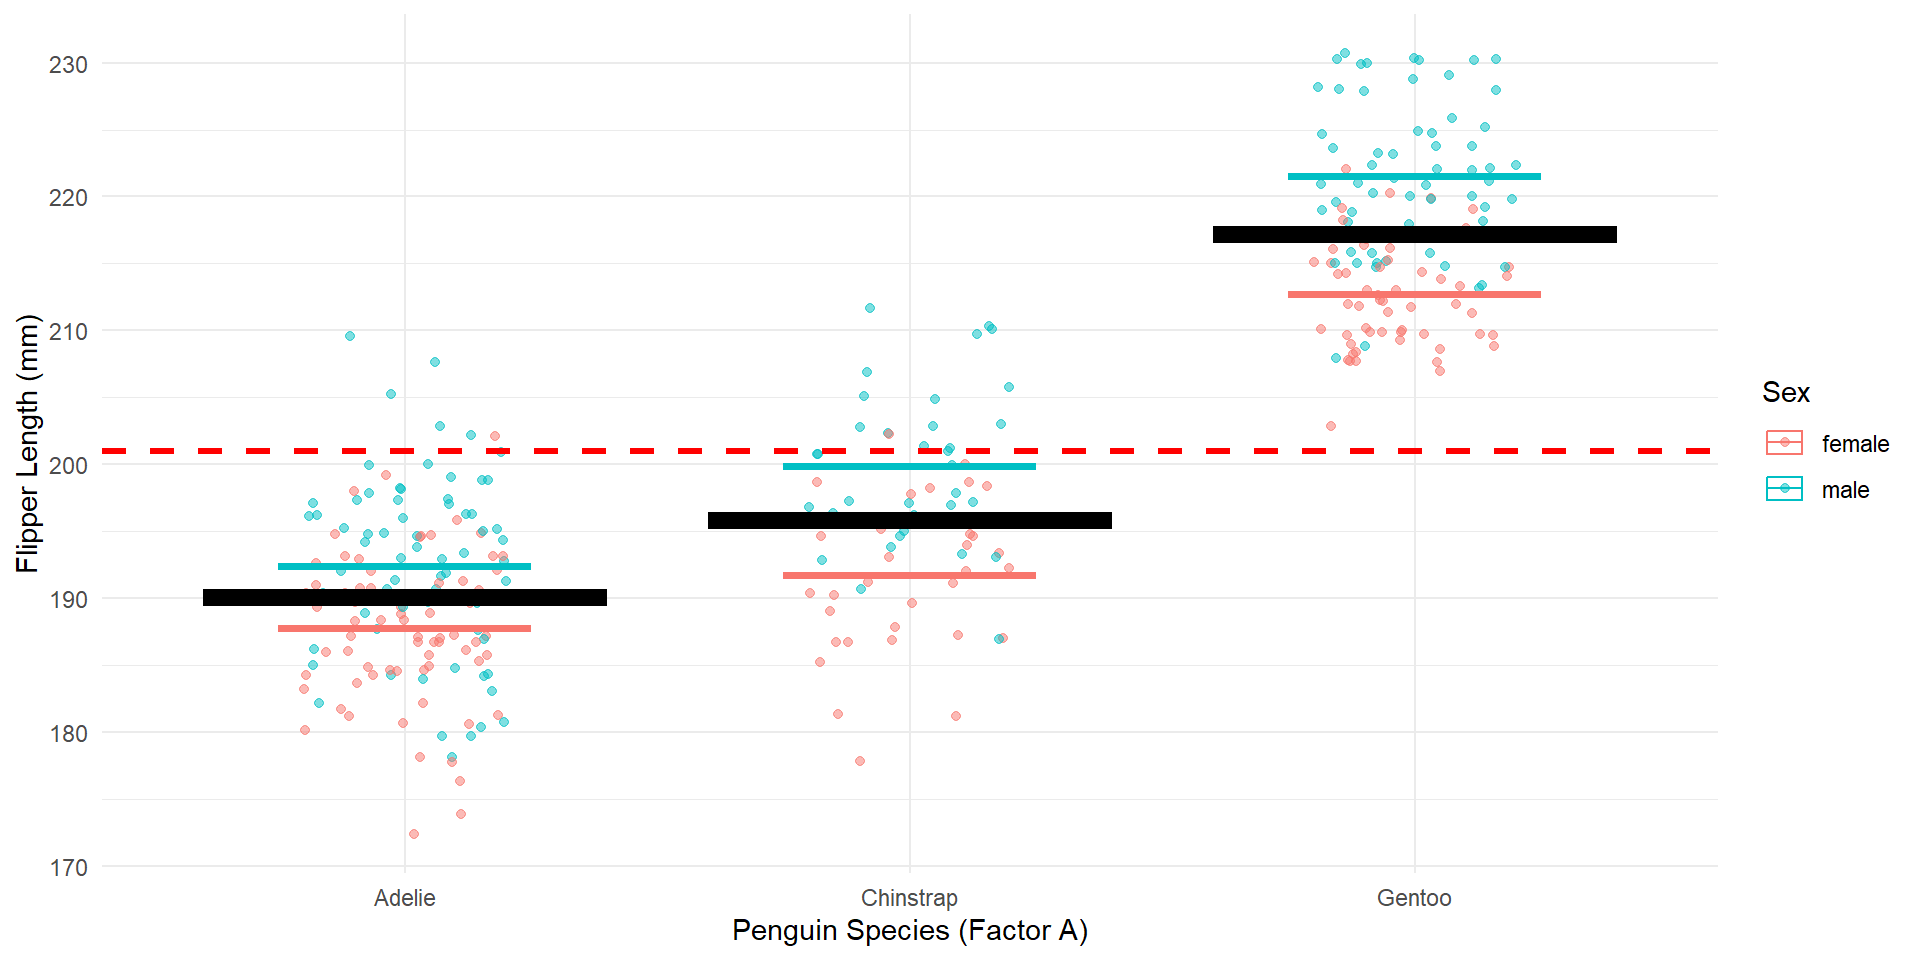 230
220
210
200
190
180
170
Flipper Length (mm)
Adelie
Chinstrap
Gentoo
Penguin Species (Factor A)
Sex
female
male